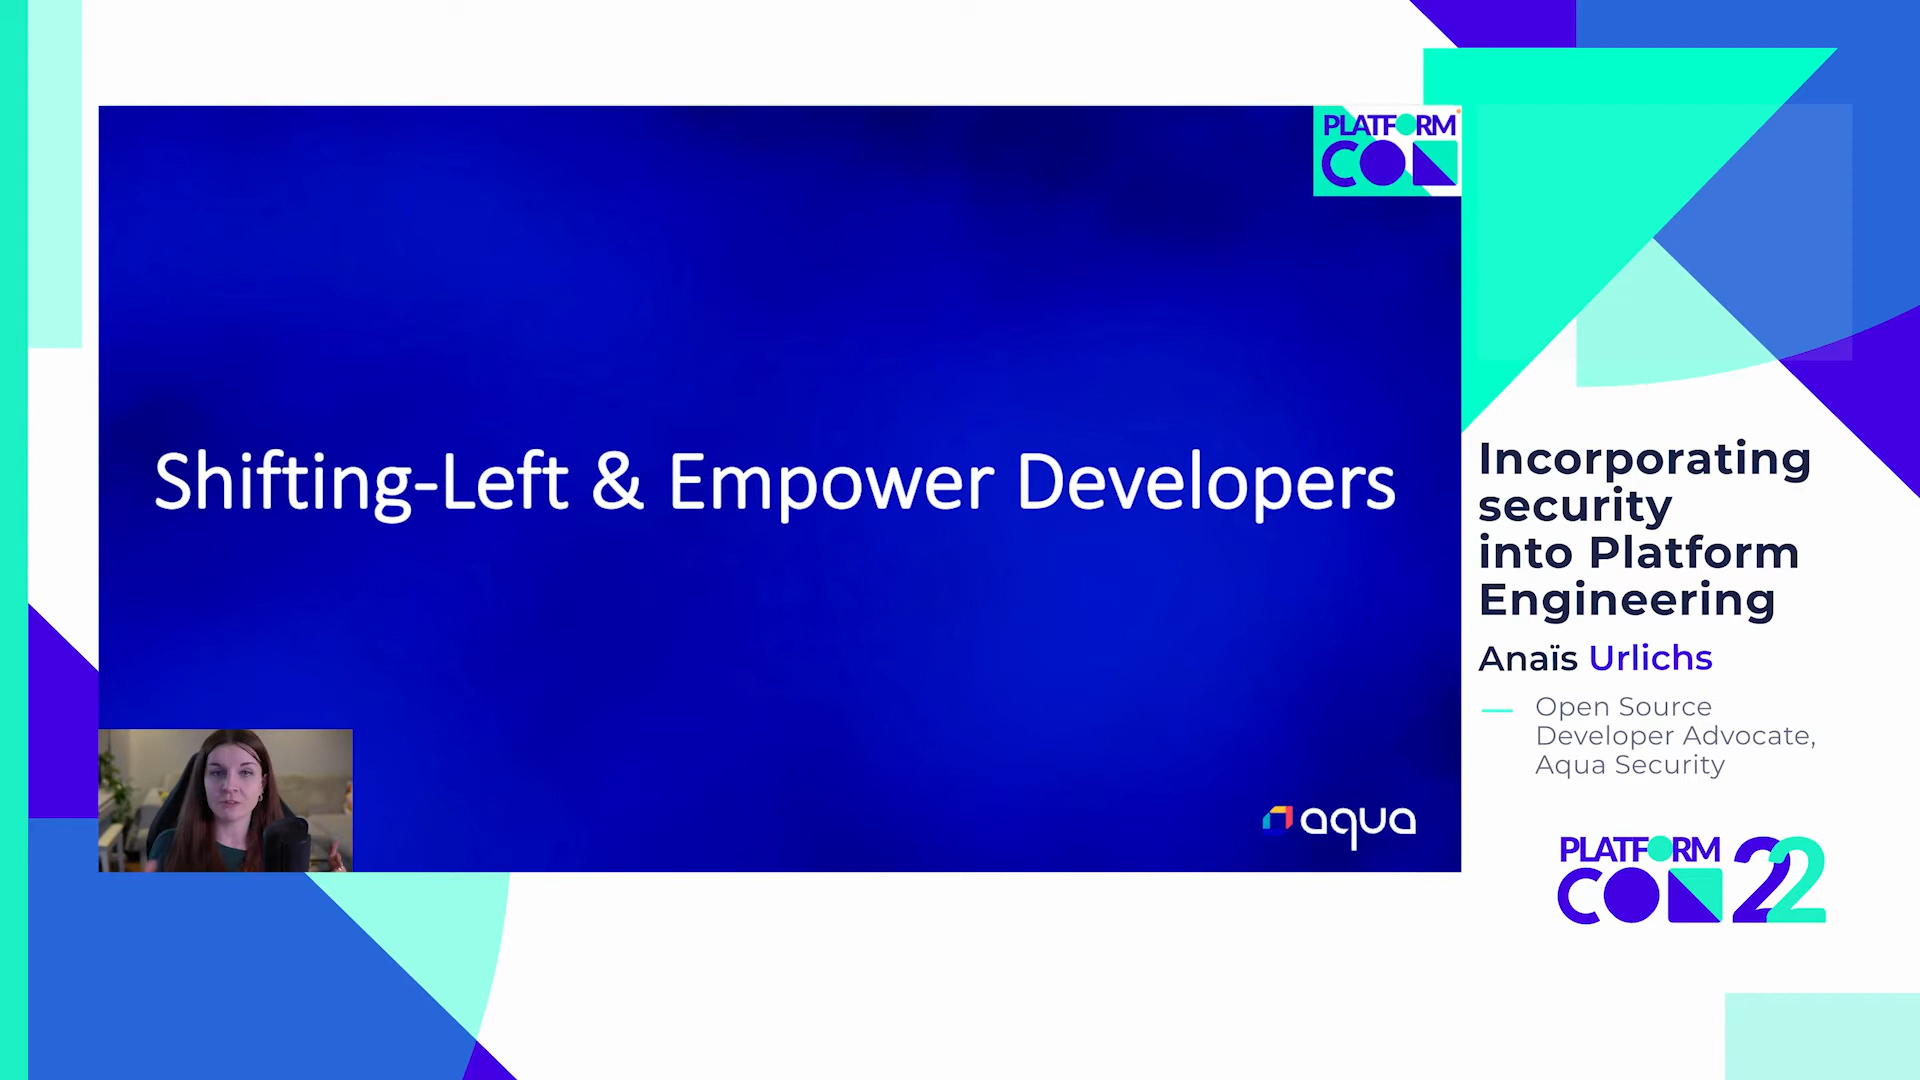 PLATFORM
CON
Shifting-Left & Empower Developers
aqua
Incorporating
security
into Platform
Engineering
Anaïs Urlichs
Open Source
Developer Advocate,
Aqua Security
PLATFORM
CON 22